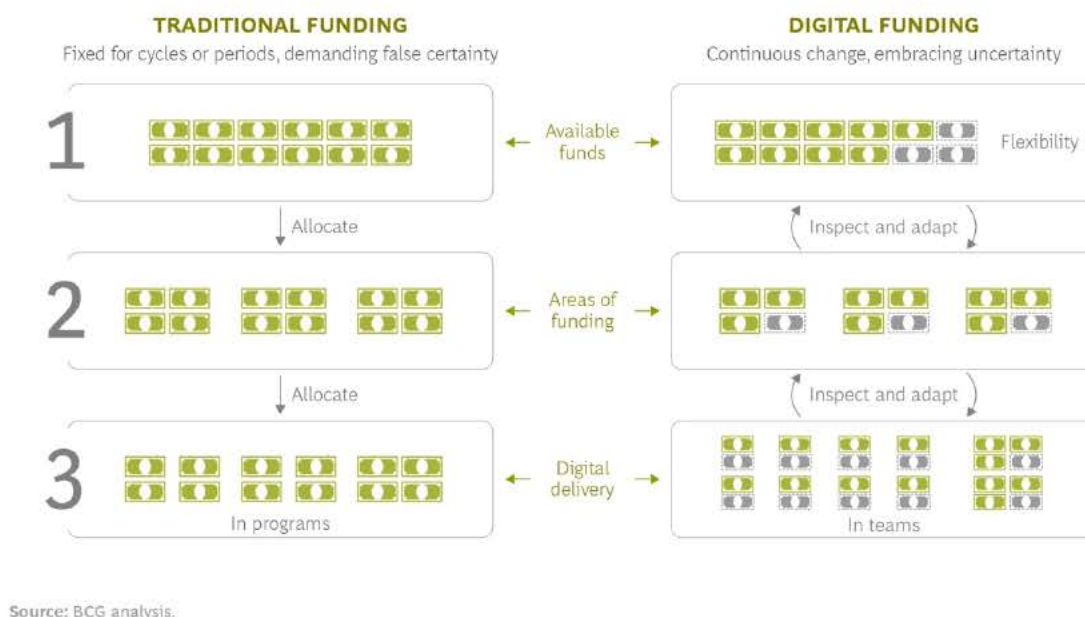 TRADITIONAL FUNDING
Fixed for cycles or periods, demanding false certainty
DIGITAL FUNDING
Continuous change, embracing uncertainty
1
Available
funds
Flexibility
Allocate
Inspect and adapt
2
Areas of
funding
Allocate
Inspect and adapt
3
Digital
delivery
In programs
In teams
Source: BCG analysis.